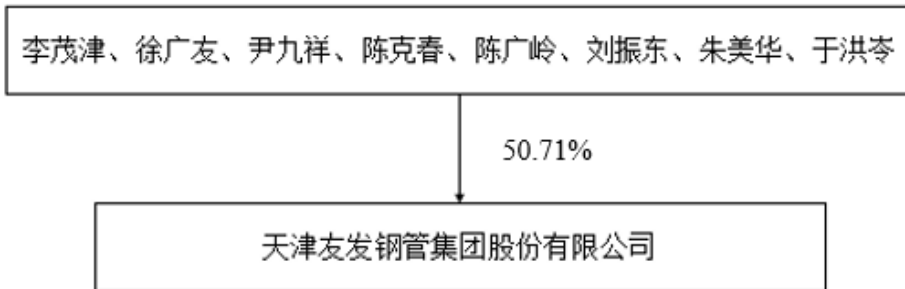 李茂津、徐广友、尹九祥、陈克春、陈广岭、刘振东、朱美华、于洪岑
50.71%
天津友发钢管集团股份有限公司